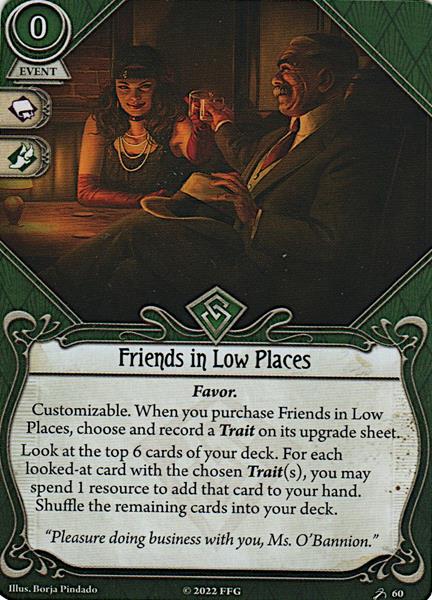 0
EVENT
Friends in Low Places
Favor.
Customizable. When you purchase Friends in Low
Places, choose and record a Trait on its upgrade sheet.
Look at the top 6 cards of your deck. For each
looked-at card with the chosen Trait(s), you may
spend 1 resource to add that card to your hand.
Shuffle the remaining cards into your deck.
“Pleasure doing business with you, Ms. O’Bannion.”
Illus. Borja Pindado © 2022 FFG 60